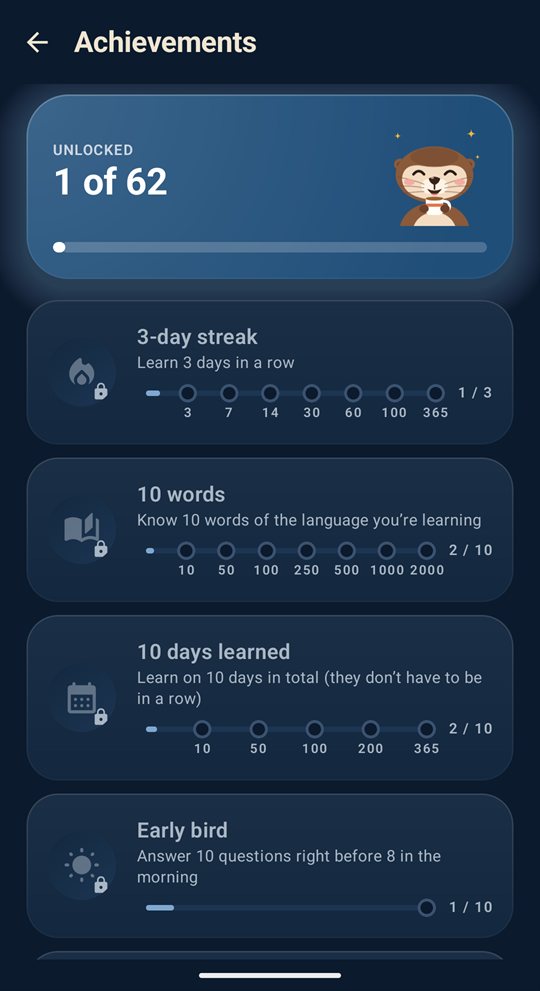 Achievements
UNLOCKED
1 of 62
3-day streak
Learn 3 days in a row
1 / 3
3 7 14 30 60 100 365
10 words
Know 10 words of the language you’re learning
2 / 10
10 50 100 250 500 1000 2000
10 days learned
Learn on 10 days in total (they don’t have to be
in a row)
2 / 10
10 50 100 200 365
Early bird
Answer 10 questions right before 8 in the
morning
1 / 10